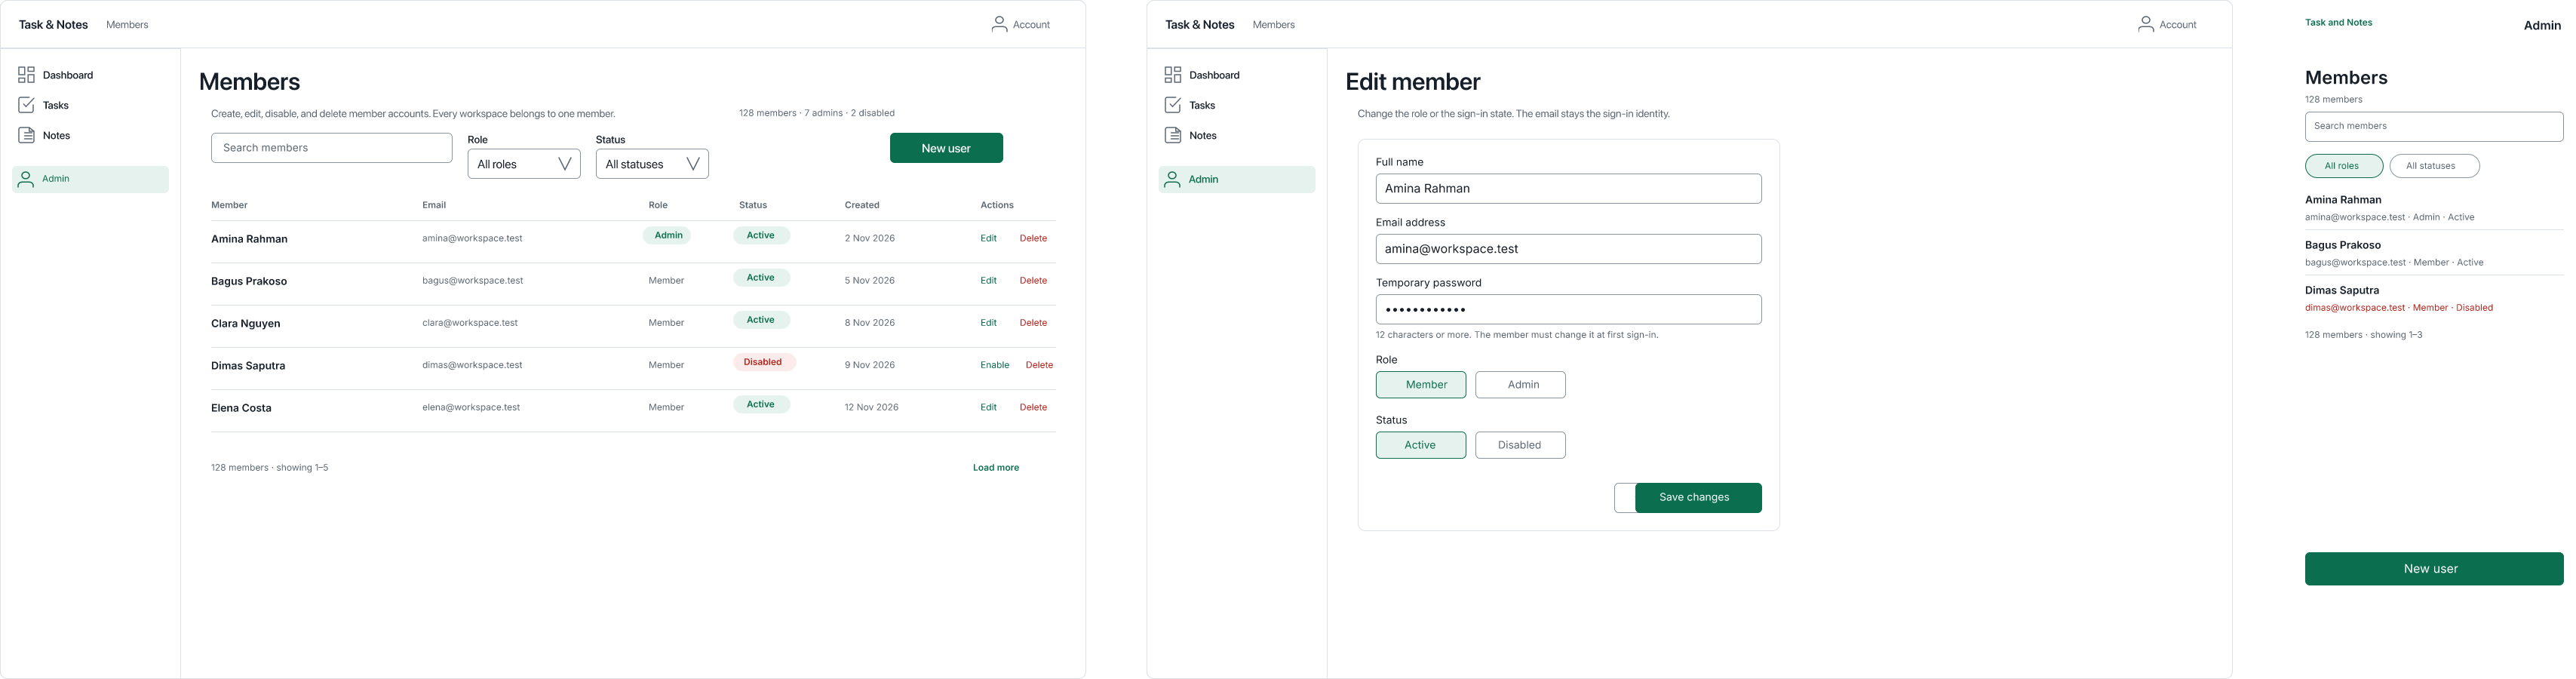 Task & Notes Members Account
Dashboard
Tasks
Notes
Admin
Members
Create, edit, disable, and delete member accounts. Every workspace belongs to one member.
128 members · 7 admins · 2 disabled
Search members
Role
All roles
Status
All statuses
New user
Member Email Role Status Created Actions
Amina Rahman amina@workspace.test Admin Active 2 Nov 2026 Edit Delete
Bagus Prakoso bagus@workspace.test Member Active 5 Nov 2026 Edit Delete
Clara Nguyen clara@workspace.test Member Active 8 Nov 2026 Edit Delete
Dimas Saputra dimas@workspace.test Member Disabled 9 Nov 2026 Enable Delete
Elena Costa elena@workspace.test Member Active 12 Nov 2026 Edit Delete
128 members · showing 1–5 Load more
Task & Notes Members Account
Dashboard
Tasks
Notes
Admin
Edit member
Change the role or the sign-in state. The email stays the sign-in identity.
Full name
Amina Rahman
Email address
amina@workspace.test
Temporary password
••••••••••••
12 characters or more. The member must change it at first sign-in.
Role
Member Admin
Status
Active Disabled
Save changes
Task and Notes Admin
Members
128 members
Search members
All roles All statuses
Amina Rahman
amina@workspace.test · Admin · Active
Bagus Prakoso
bagus@workspace.test · Member · Active
Dimas Saputra
dimas@workspace.test · Member · Disabled
128 members · showing 1–3
New user